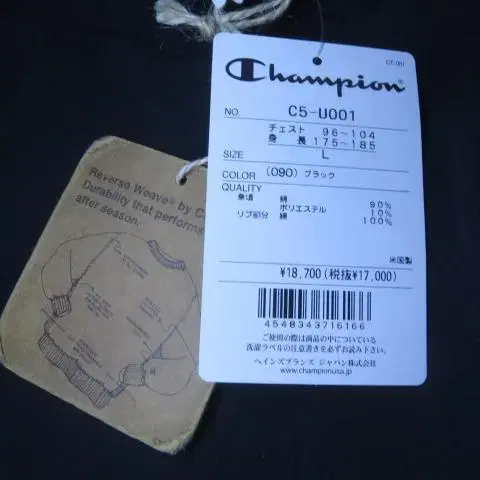 CC-001
Champion®
NO. C5-U001
チェスト 96～104
身 長 175～185
SIZE L
COLOR (090) ブラック
QUALITY
身頃 綿 90%
ポリエステル 10%
リブ部分 綿 100%
米国製
¥18,700(税抜¥17,000)
4548343716166
ご使用の際は商品の中についている
洗濯ラベルの注意書きを必ずお読み下さい。
ヘインズブランズ ジャパン株式会社
www.championusa.jp
Reverse Weave® by C
Durability that performs
after season.